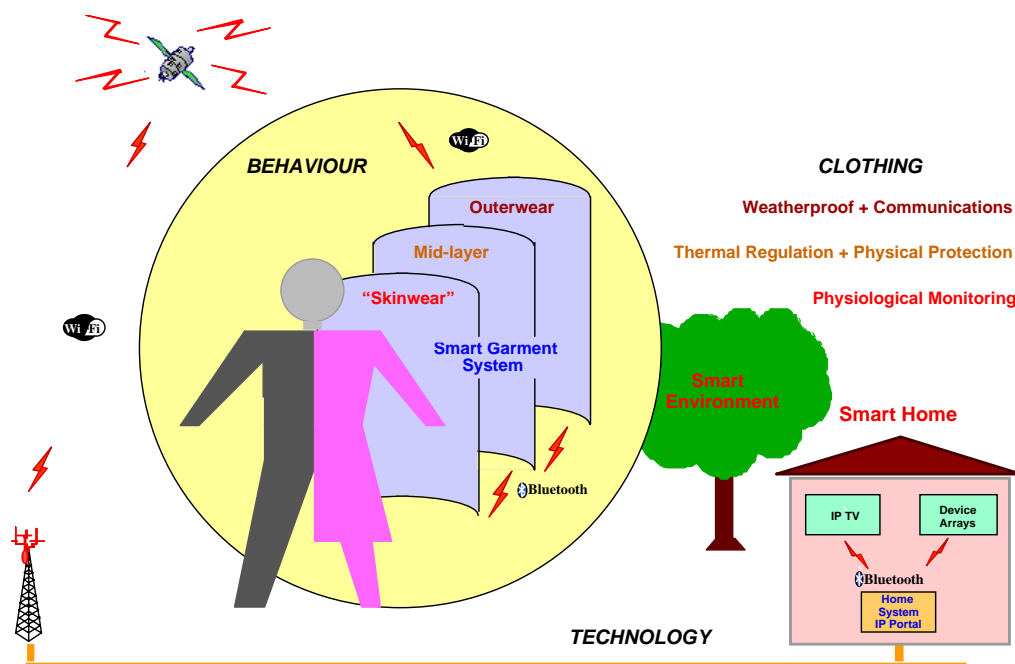 BEHAVIOUR
Wi Fi
CLOTHING
Outerwear
Weatherproof + Communications
Mid-layer
Thermal Regulation + Physical Protection
“Skinwear”
Physiological Monitoring
Wi Fi
Smart Garment
System
Smart
Environment
Smart Home
Bluetooth
IP TV
Device
Arrays
Bluetooth
Home
System
IP Portal
TECHNOLOGY